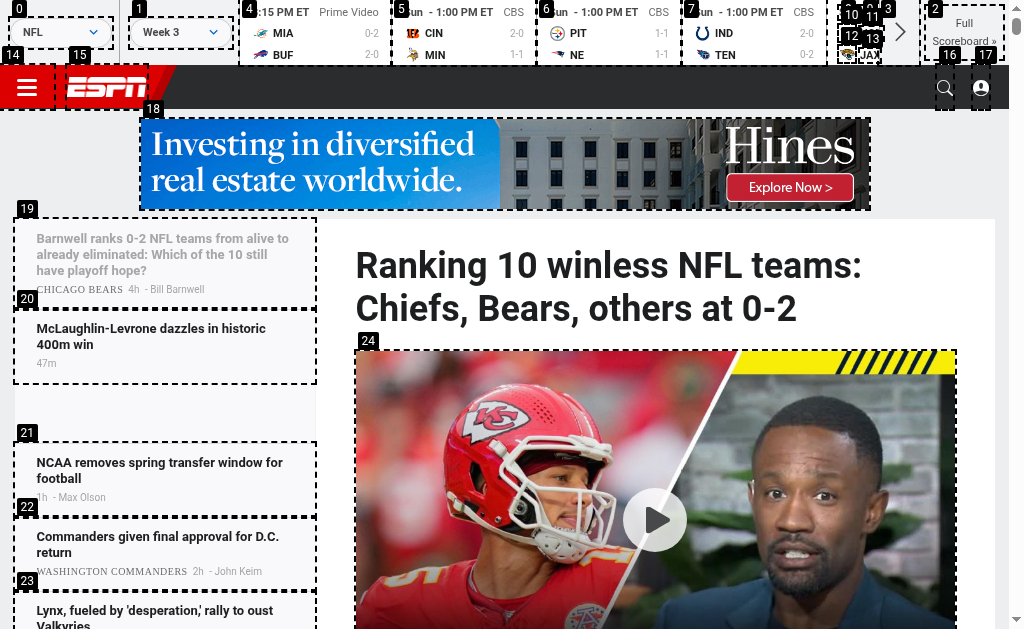 0
1
4
5
6
7
3
2
NFL
Week 3
:15 PM ET Prime Video
MIA 0-2
BUF 2-0
Sun - 1:00 PM ET CBS
CIN 2-0
MIN 1-1
Sun - 1:00 PM ET CBS
PIT 1-1
NE 1-1
Sun - 1:00 PM ET CBS
IND 2-0
TEN 0-2
10
11
12
13
JAX
Full
Scoreboard »
14
15
16
17
ESPN
18
Investing in diversified
real estate worldwide.
Hines
Explore Now >
19
Barnwell ranks 0-2 NFL teams from alive to
already eliminated: Which of the 10 still
have playoff hope?
CHICAGO BEARS 4h - Bill Barnwell
20
McLaughlin-Levrone dazzles in historic
400m win
47m
21
NCAA removes spring transfer window for
football
1h - Max Olson
22
Commanders given final approval for D.C.
return
WASHINGTON COMMANDERS 2h - John Keim
23
Lynx, fueled by 'desperation,' rally to oust
Valkyries
Ranking 10 winless NFL teams:
Chiefs, Bears, others at 0-2
24